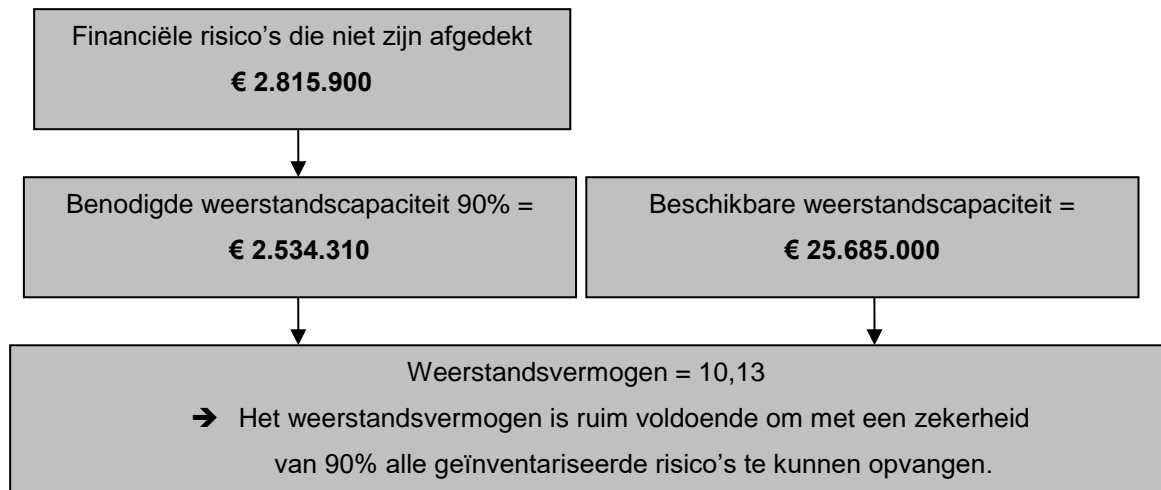 Financiële risico’s die niet zijn afgedekt
€ 2.815.900
Benodigde weerstandscapaciteit 90% =
€ 2.534.310
Beschikbare weerstandscapaciteit =
€ 25.685.000
Weerstandsvermogen = 10,13
➔ Het weerstandsvermogen is ruim voldoende om met een zekerheid
van 90% alle geïnventariseerde risico’s te kunnen opvangen.